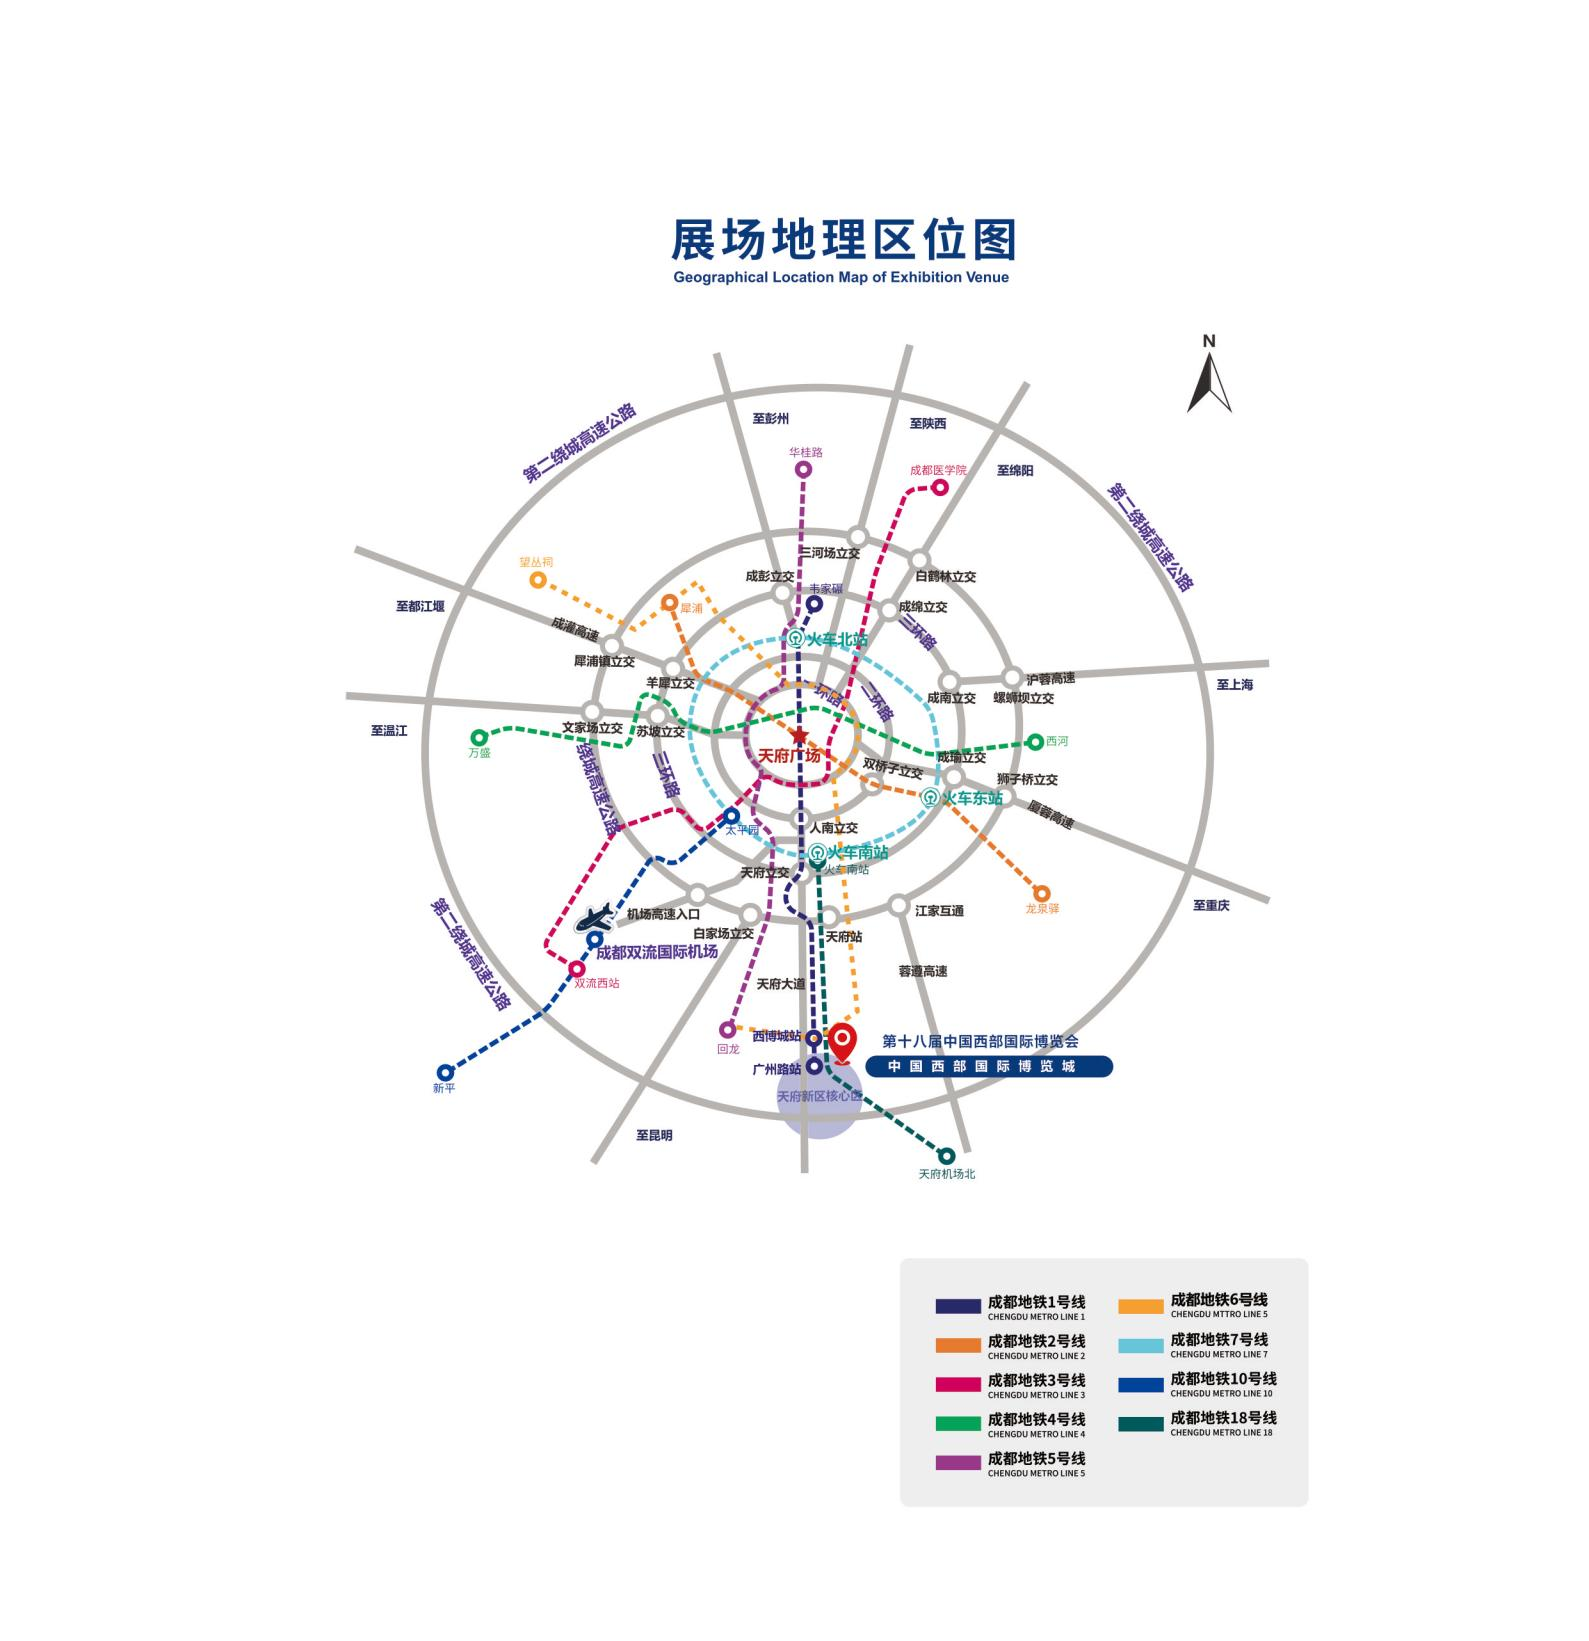 展场地理区位图
Geographical Location Map of Exhibition Venue
N
至彭州
至陕西
第二绕城高速公路
华桂路
成都医学院
至绵阳
第二绕城高速公路
三河场立交
望丛祠
成彭立交
白鹤林立交
韦家碾
至都江堰
犀浦
成绵立交
成灌高速
火车北站
三环路
犀浦镇立交
羊犀立交
沪蓉高速
至上海
成南立交
螺蛳坝立交
环路
二环路
至温江
文家场立交
苏坡立交
西河
万盛
天府广场
成瑜立交
绕城高速公路
三环路
双桥子立交
狮子桥立交
火车东站
厦蓉高速
太平园
人南立交
火车南站
天府立交
火车南站
至重庆
龙泉驿
机场高速入口
江家互通
第二绕城高速公路
白家场立交
天府站
成都双流国际机场
双流西站
天府大道
蓉遵高速
西博城站
第十八届中国西部国际博览会
回龙
广州路站
中国西部国际博览城
新平
天府新区核心区
至昆明
天府机场北
成都地铁1号线
CHENGDU METRO LINE 1
成都地铁2号线
CHENGDU METRO LINE 2
成都地铁3号线
CHENGDU METRO LINE 3
成都地铁4号线
CHENGDU METRO LINE 4
成都地铁5号线
CHENGDU METRO LINE 5
成都地铁6号线
CHENGDU MTTRO LINE 5
成都地铁7号线
CHENGDU METRO LINE 7
成都地铁10号线
CHENGDU METRO LINE 10
成都地铁18号线
CHENGDU METRO LINE 18